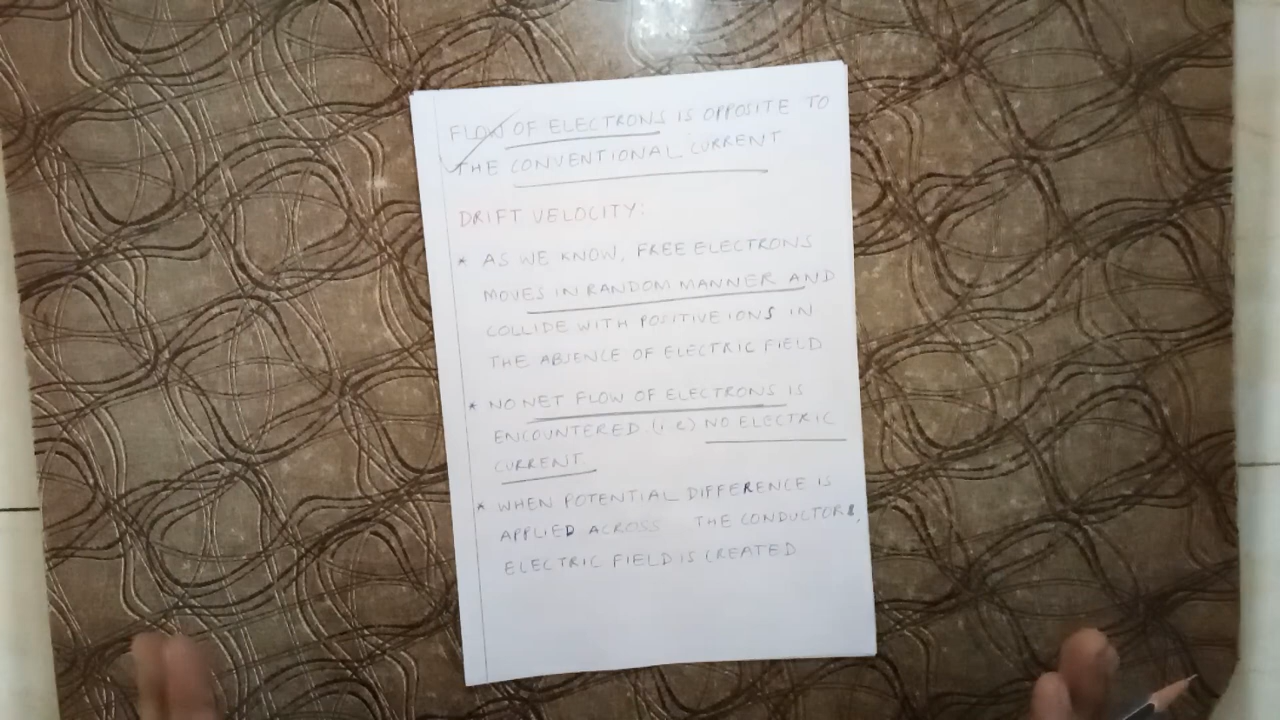 FLOW OF ELECTRONS IS OPPOSITE TO
THE CONVENTIONAL CURRENT
DRIFT VELOCITY:
* AS WE KNOW, FREE ELECTRONS
MOVES IN RANDOM MANNER AND
COLLIDE WITH POSITIVE IONS IN
THE ABSENCE OF ELECTRIC FIELD
* NO NET FLOW OF ELECTRONS IS
ENCOUNTERED (i e) NO ELECTRIC
CURRENT
* WHEN POTENTIAL DIFFERENCE IS
APPLIED ACROSS THE CONDUCTOR,
ELECTRIC FIELD IS CREATED